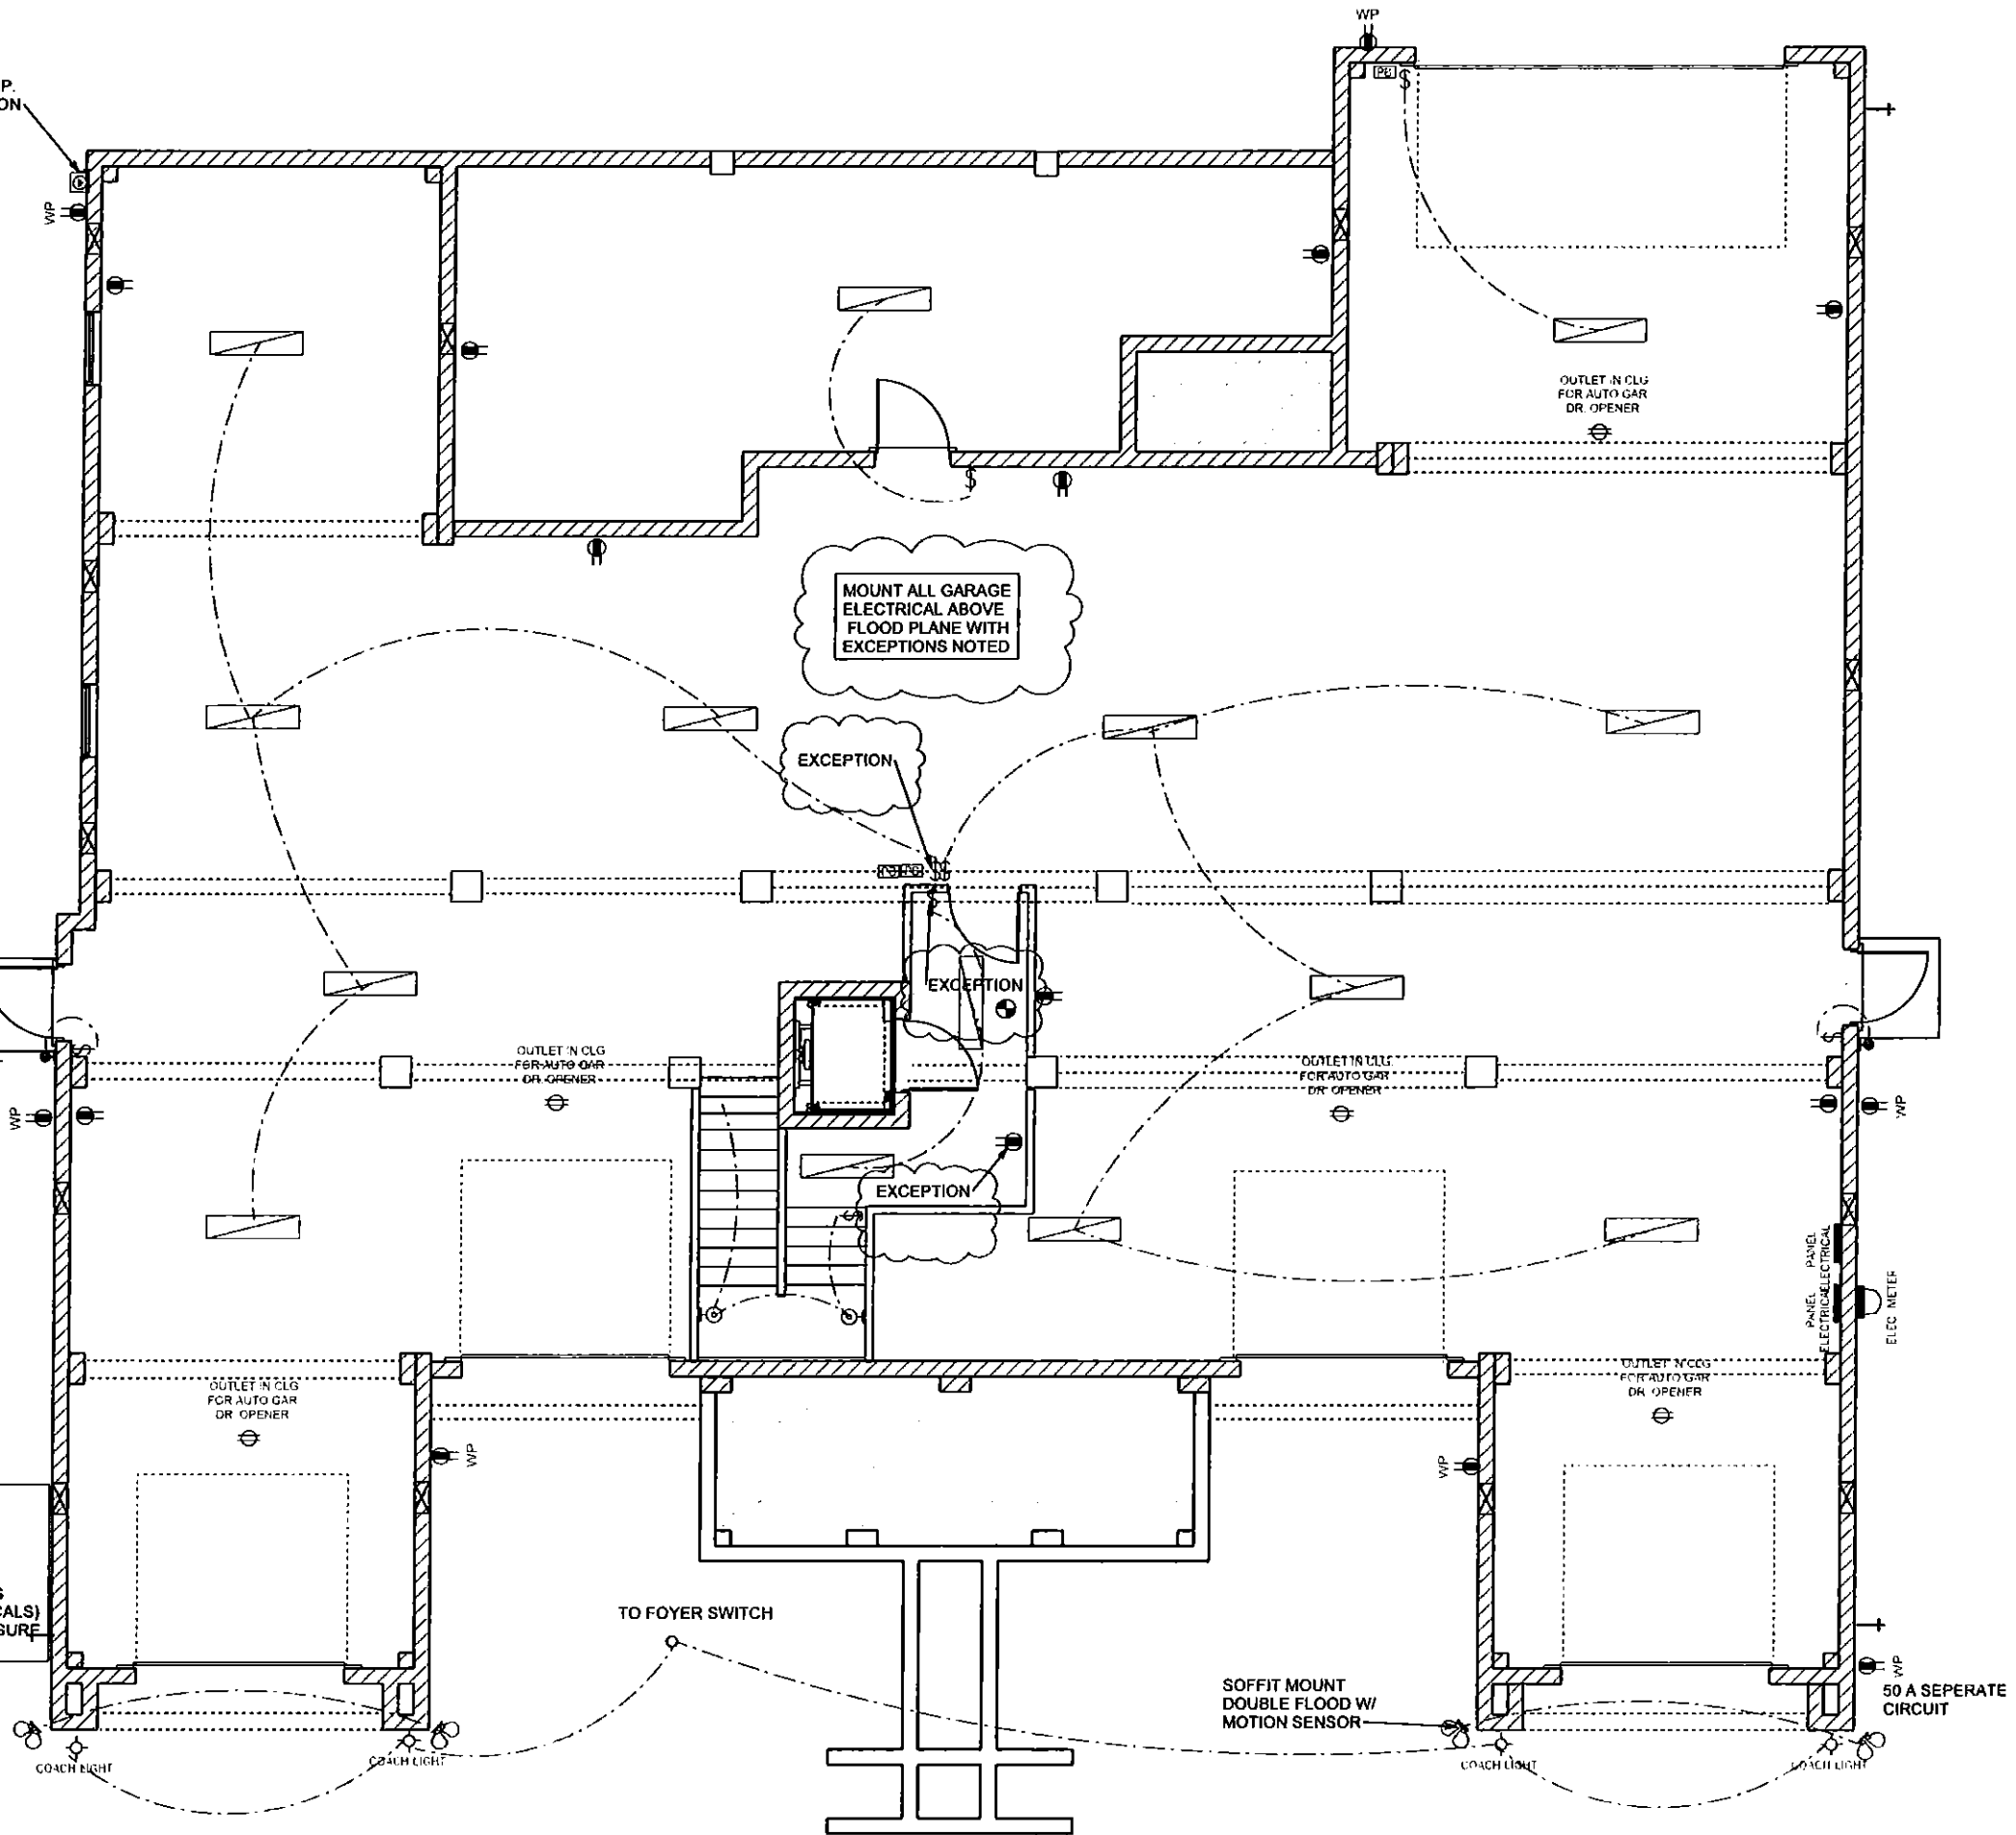 WP
P.
ON
PB
$
WP
OUTLET IN CLG
FOR AUTO GAR
DR. OPENER
$
MOUNT ALL GARAGE
ELECTRICAL ABOVE
FLOOD PLANE WITH
EXCEPTIONS NOTED
EXCEPTION
$
EXCEPTION
$
$
OUTLET IN CLG
FOR AUTO GAR
DR. OPENER
OUTLET IN CLG
FOR AUTO GAR
DR. OPENER
WP
WP
EXCEPTION
$
PANEL
ELECTRICAL
PANEL
ELECTRICAL
ELEC METER
OUTLET IN CLG
FOR AUTO GAR
DR. OPENER
OUTLET IN CLG
FOR AUTO GAR
DR. OPENER
WP
WP
CALS)
SURE
TO FOYER SWITCH
SOFFIT MOUNT
DOUBLE FLOOD W/
MOTION SENSOR
WP
50 A SEPERATE
CIRCUIT
COACH LIGHT
COACH LIGHT
COACH LIGHT
COACH LIGHT